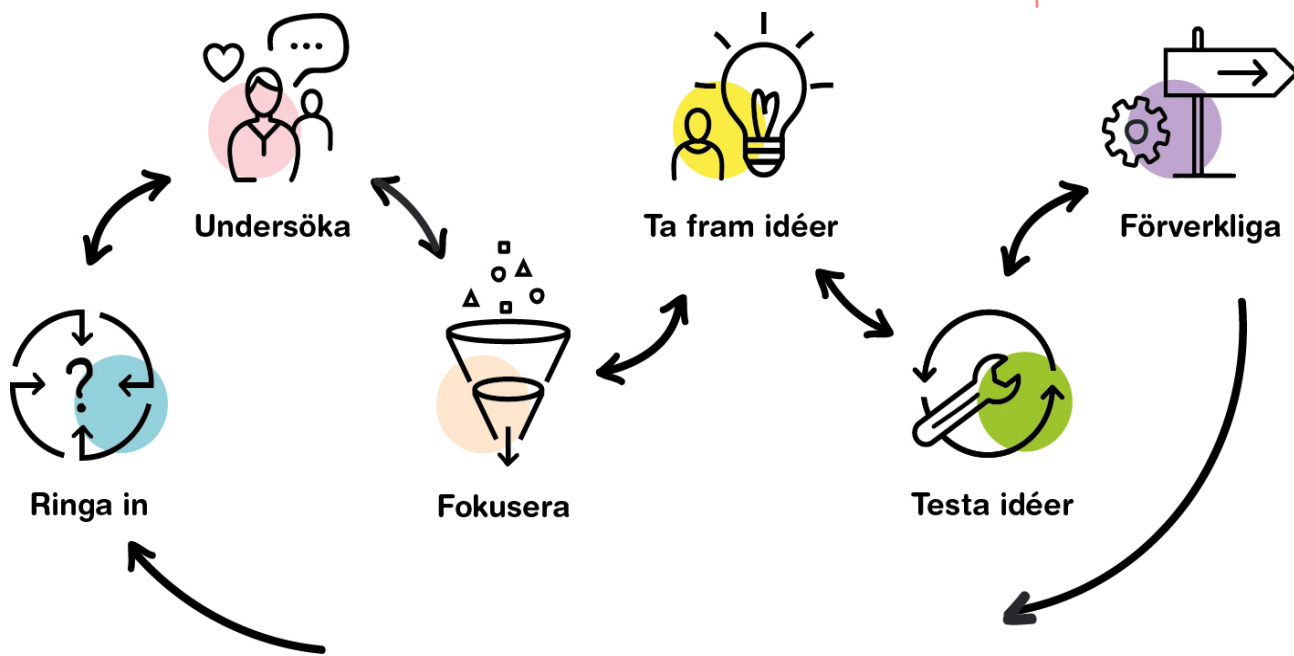 Undersöka
Ta fram idéer
Förverkliga
Ringa in
Fokusera
Testa idéer